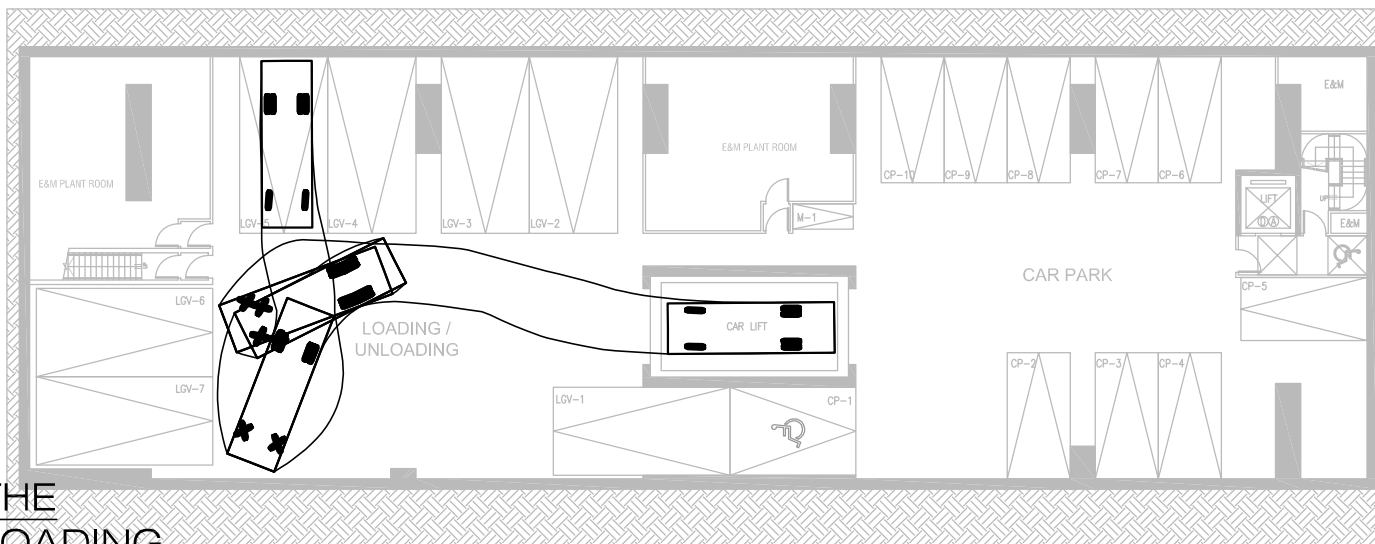 E&M
E&M PLANT ROOM
E&M PLANT ROOM
CP-10
CP-9
CP-8
CP-7
CP-6
UP
LIFT
LGV-5
LGV-4
LGV-3
LGV-2
M-1
E&M
CAR PARK
CP-5
LGV-6
CAR LIFT
LOADING /
UNLOADING
CP-2
CP-3
CP-4
LGV-7
LGV-1
CP-1
THE
OADING